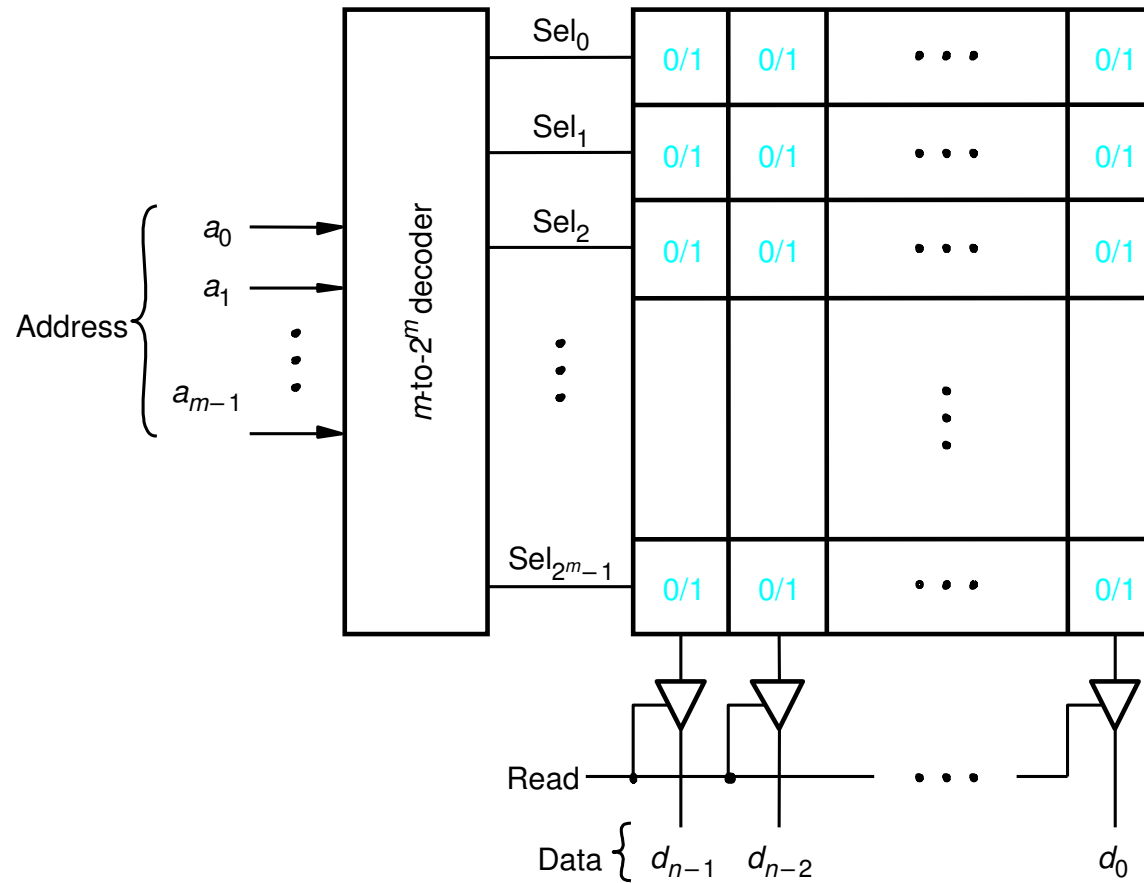 Sel₀
0/1 0/1 • • • 0/1
Sel₁
0/1 0/1 • • • 0/1
Sel₂
0/1 0/1 • • • 0/1
Address
a₀
a₁
aₘ₋₁
m-to-2ᵐ decoder
Sel₂ᵐ₋₁
0/1 0/1 • • • 0/1
Read • • •
Data { dₙ₋₁ dₙ₋₂ d₀